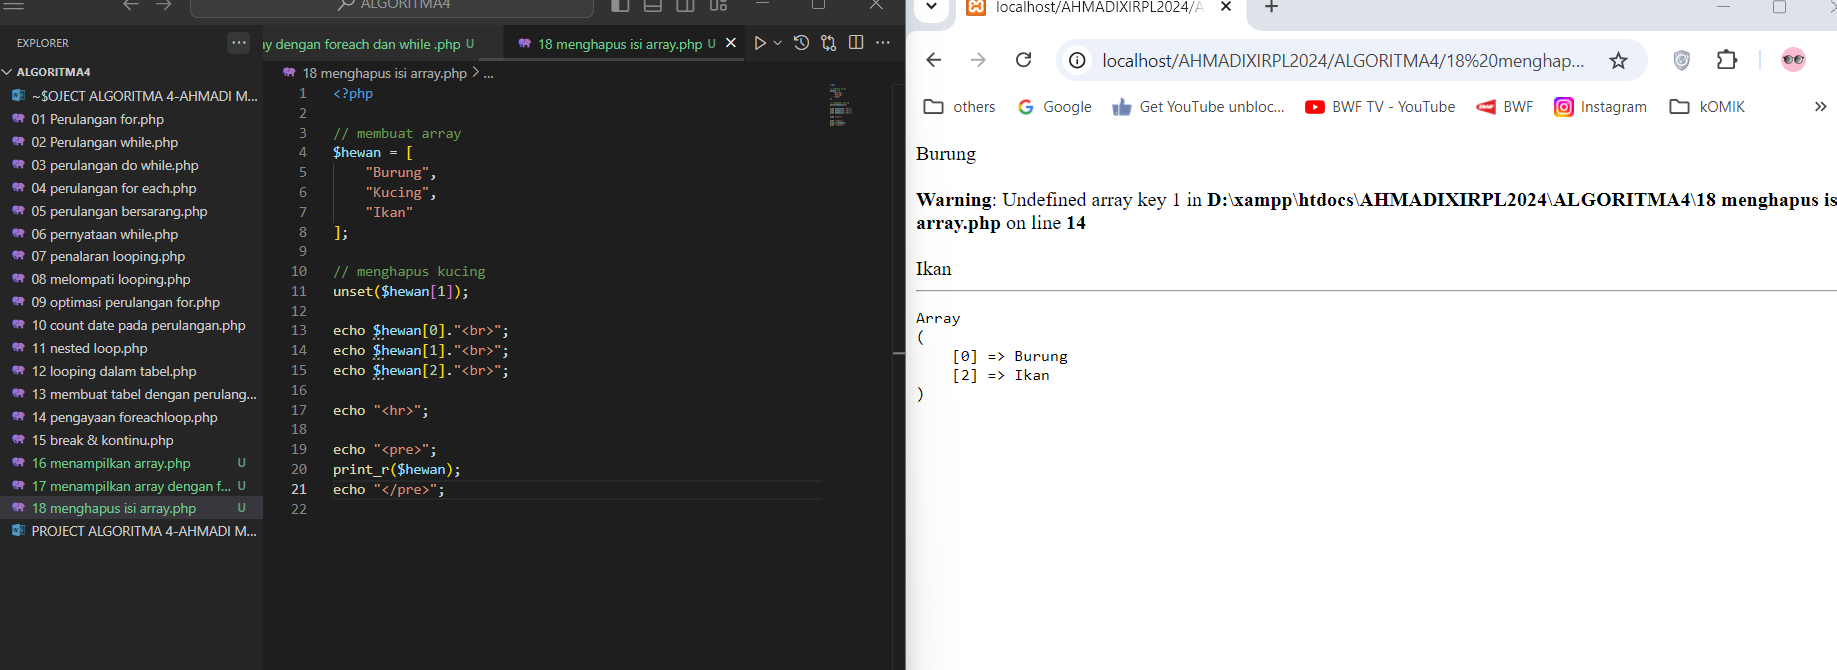 ALGORITMA4
EXPLORER
ALGORITMA4
~$OJECT ALGORITMA 4-AHMADI M...
01 Perulangan for.php
02 Perulangan while.php
03 perulangan do while.php
04 perulangan for each.php
05 perulangan bersarang.php
06 pernyataan while.php
07 penalaran looping.php
08 melompati looping.php
09 optimasi perulangan for.php
10 count date pada perulangan.php
11 nested loop.php
12 looping dalam tabel.php
13 membuat tabel dengan perulang...
14 pengayaan foreachloop.php
15 break & kontinu.php
16 menampilkan array.php U
17 menampilkan array dengan f... U
18 menghapus isi array.php U
PROJECT ALGORITMA 4-AHMADI M...
ay dengan foreach dan while .php U
18 menghapus isi array.php U
18 menghapus isi array.php > ...
1 <?php
2
3 // membuat array
4 $hewan = [
5 "Burung",
6 "Kucing",
7 "Ikan"
8 ];
9
10 // menghapus kucing
11 unset($hewan[1]);
12
13 echo $hewan[0]."<br>";
14 echo $hewan[1]."<br>";
15 echo $hewan[2]."<br>";
16
17 echo "<hr>";
18
19 echo "<pre>";
20 print_r($hewan);
21 echo "</pre>";
22
localhost/AHMADIXIRPL2024/A
localhost/AHMADIXIRPL2024/ALGORITMA4/18%20menghap...
others
Google
Get YouTube unbloc...
BWF TV - YouTube
BWF
Instagram
kOMIK
»
Burung
Warning: Undefined array key 1 in D:\xampp\htdocs\AHMADIXIRPL2024\ALGORITMA4\18 menghapus is
array.php on line 14
Ikan
Array
(
[0] => Burung
[2] => Ikan
)